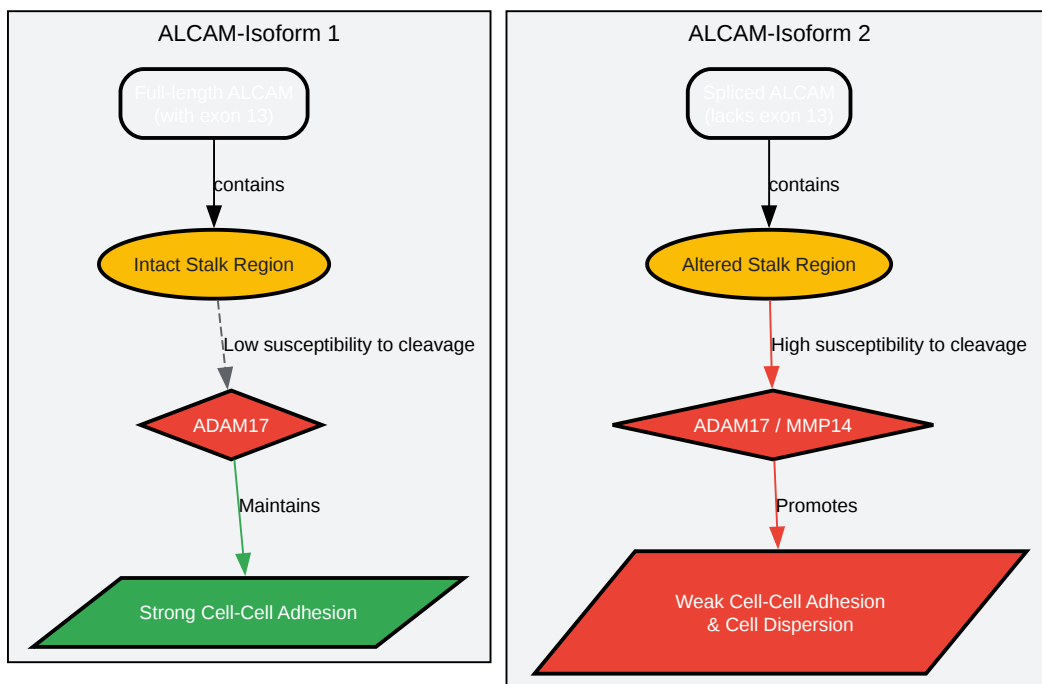 ALCAM-Isoform 1
Full-length ALCAM
(with exon 13)
contains
Intact Stalk Region
Low susceptibility to cleavage
ADAM17
Maintains
Strong Cell-Cell Adhesion
ALCAM-Isoform 2
Spliced ALCAM
(lacks exon 13)
contains
Altered Stalk Region
High susceptibility to cleavage
ADAM17 / MMP14
Promotes
Weak Cell-Cell Adhesion
& Cell Dispersion